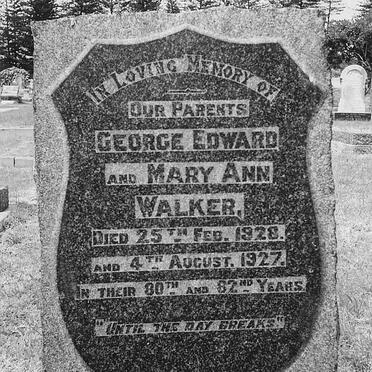 IN LOVING MEMORY OF
OUR PARENTS
GEORGE EDWARD
AND MARY ANN
WALKER,
DIED 25TH FEB. 1928.
AND 4TH AUGUST. 1927.
IN THEIR 80TH AND 82ND YEARS.
"UNTIL THE DAY BREAKS"